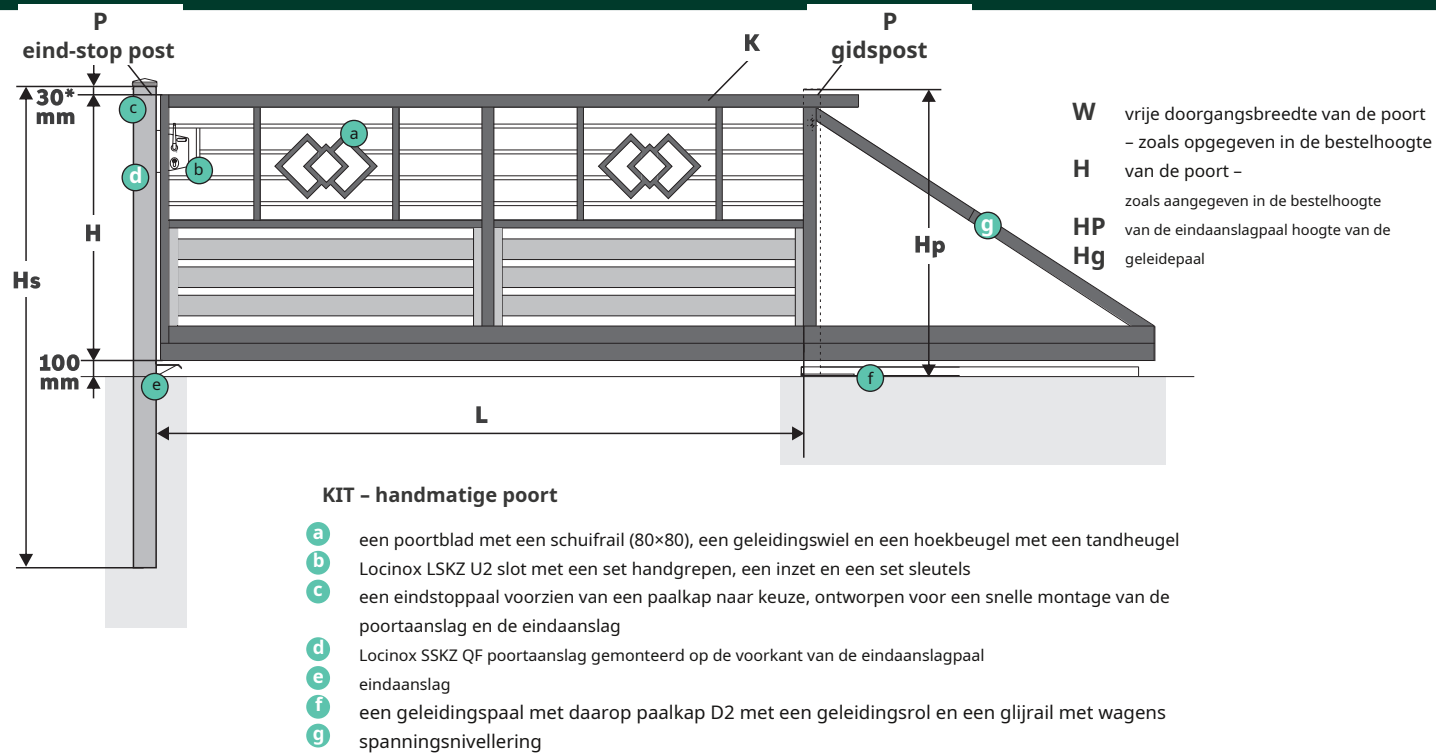 P
eind-stop post
P
gidspost
K
30*
mm
c
a
b
d
H
Hs
g
Hp
100
mm
e
f
L
W vrije doorgangsbreedte van de poort
– zoals opgegeven in de bestelhoogte
H van de poort –
zoals aangegeven in de bestelhoogte
HP van de eindaanslagpaal hoogte van de
Hg geleidepaal
KIT – handmatige poort
a een poortblad met een schuifrail (80×80), een geleidingswiel en een hoekbeugel met een tandheugel
b Locinox LSKZ U2 slot met een set handgrepen, een inzet en een set sleutels
c een eindstoppaal voorzien van een paalkap naar keuze, ontworpen voor een snelle montage van de
poortaanslag en de eindaanslag
d Locinox SSKZ QF poortaanslag gemonteerd op de voorkant van de eindaanslagpaal
e eindaanslag
f een geleidingspaal met daarop paalkap D2 met een geleidingsrol en een glijrail met wagens
g spanningsnivellering